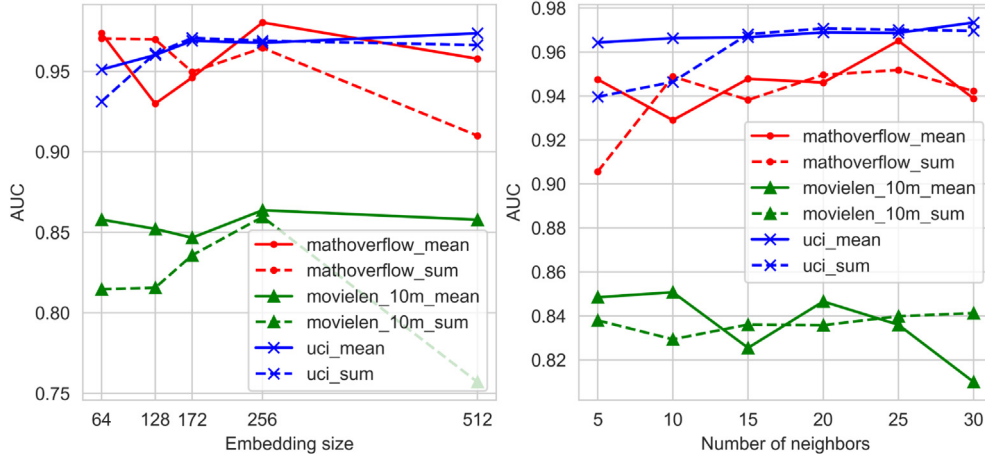 AUC
0.95
0.90
0.85
0.80
0.75
64
128
172
256
512
Embedding size
mathoverflow_mean
mathoverflow_sum
movielen_10m_mean
movielen_10m_sum
uci_mean
uci_sum
AUC
0.98
0.96
0.94
0.92
0.90
0.88
0.86
0.84
0.82
5
10
15
20
25
30
Number of neighbors
mathoverflow_mean
mathoverflow_sum
movielen_10m_mean
movielen_10m_sum
uci_mean
uci_sum